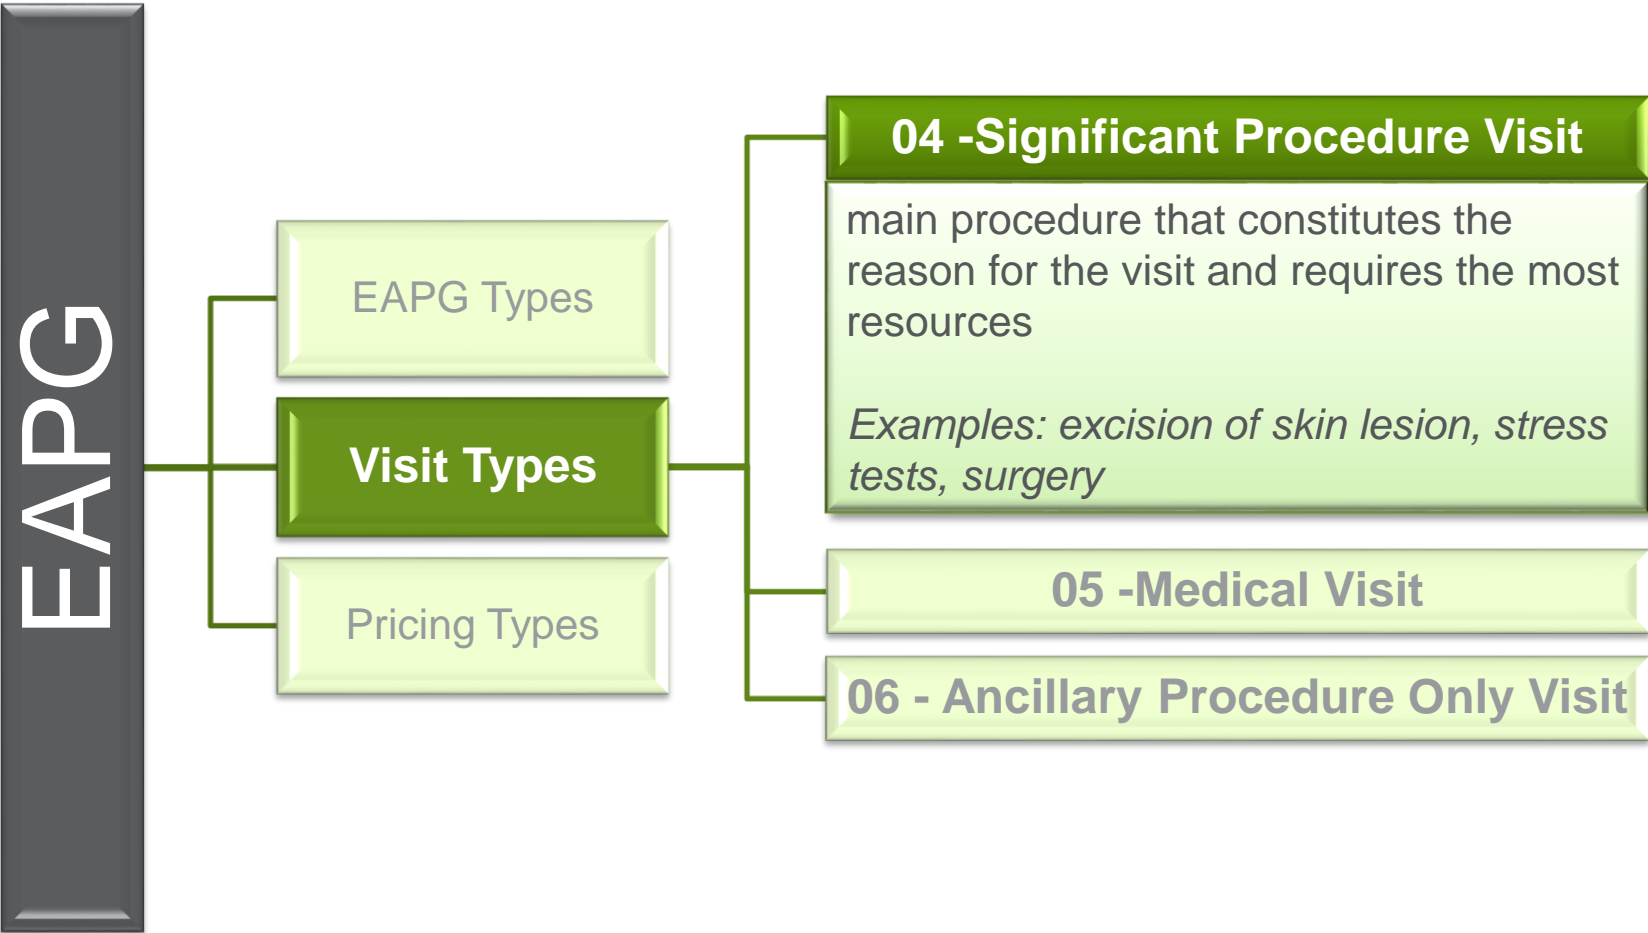 EAPG
EAPG Types
Visit Types
Pricing Types
04 -Significant Procedure Visit
main procedure that constitutes the
reason for the visit and requires the most
resources
Examples: excision of skin lesion, stress
tests, surgery
05 -Medical Visit
06 - Ancillary Procedure Only Visit